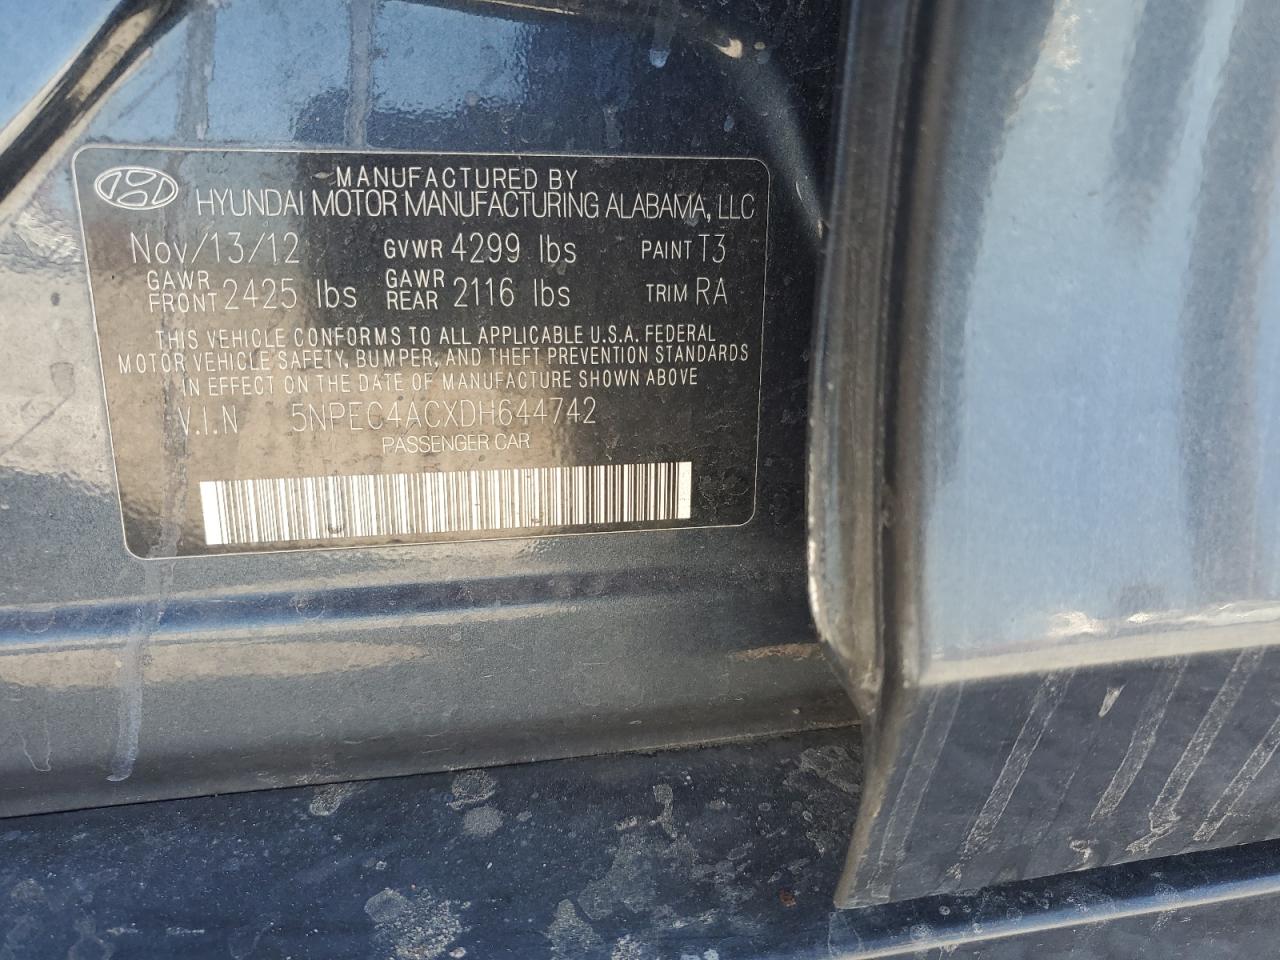 MANUFACTURED BY
HYUNDAI MOTOR MANUFACTURING ALABAMA, LLC
Nov/13/12 GVWR 4299 lbs PAINT T3
GAWR FRONT 2425 lbs GAWR REAR 2116 lbs TRIM RA
THIS VEHICLE CONFORMS TO ALL APPLICABLE U.S.A. FEDERAL
MOTOR VEHICLE SAFETY, BUMPER, AND THEFT PREVENTION STANDARDS
IN EFFECT ON THE DATE OF MANUFACTURE SHOWN ABOVE
V.I.N 5NPEC4ACXDH644742
PASSENGER CAR